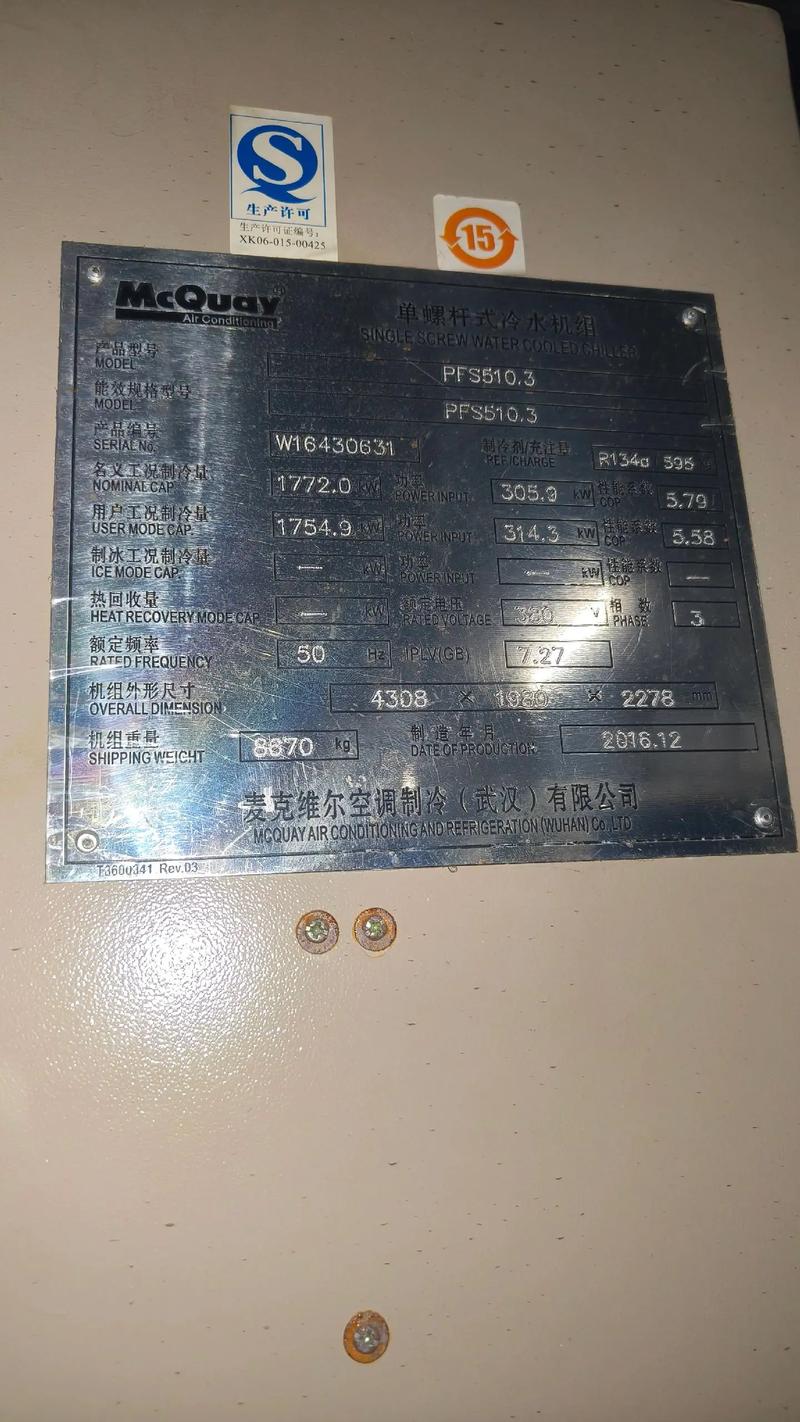 S
生产许可
生产许可证编号：
XK06-015-00425
15
McQuay®
Air Conditioning
单螺杆式冷水机组
SINGLE SCREW WATER COOLED CHILLER
产品型号
MODEL
PFS510.3
能效规格型号
MODEL
PFS510.3
产品编号
SERIAL No.
W16430631
制冷剂/充注量
REF./CHARGE
R134a 595
名义工况制冷量
NOMINAL CAP.
1772.0 kW
功率
POWER INPUT
305.9 kW
性能系数
COP
5.79
用户工况制冷量
USER MODE CAP.
1754.9 kW
功率
POWER INPUT
314.3 kW
性能系数
COP
5.58
制冰工况制冷量
ICE MODE CAP.
— kW
功率
POWER INPUT
— kW
性能系数
COP
—
热回收量
HEAT RECOVERY MODE CAP.
— kW
额定电压
RATED VOLTAGE
380 V
相数
PHASE
3
额定频率
RATED FREQUENCY
50 Hz
IPLV(GB)
7.27
机组外形尺寸
OVERALL DIMENSION
4308 × 1980 × 2278 mm
机组重量
SHIPPING WEIGHT
8670 kg
制造年月
DATE OF PRODUCTION
2016.12
麦克维尔空调制冷（武汉）有限公司
MCQUAY AIR CONDITIONING AND REFRIGERATION (WUHAN) Co., LTD
T3600341 Rev.03